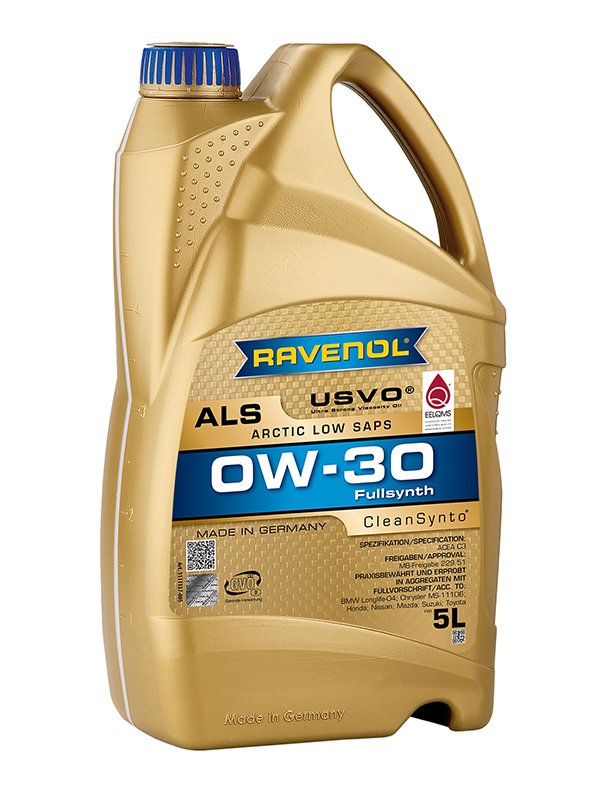 RAVENOL®
USVO®
Ultra Strong Viscosity Oil
EELQMS
ALS
ARCTIC LOW SAPS
0W-30
Fullsynth
CleanSynto®
MADE IN GERMANY
SPEZIFIKATION/SPECIFICATION:
ACEA C3
FREIGABEN/APPROVAL:
MB-Freigabe 229.51
PRAXISBEWÄHRT UND ERPROBT
IN AGGREGATEN MIT
FÜLLVORSCHRIFT/ACC. TO:
BMW Longlife-04; Chrysler MS-11106;
Honda; Nissan; Mazda; Suzuki; Toyota
5L
GVÖ
Made in Germany